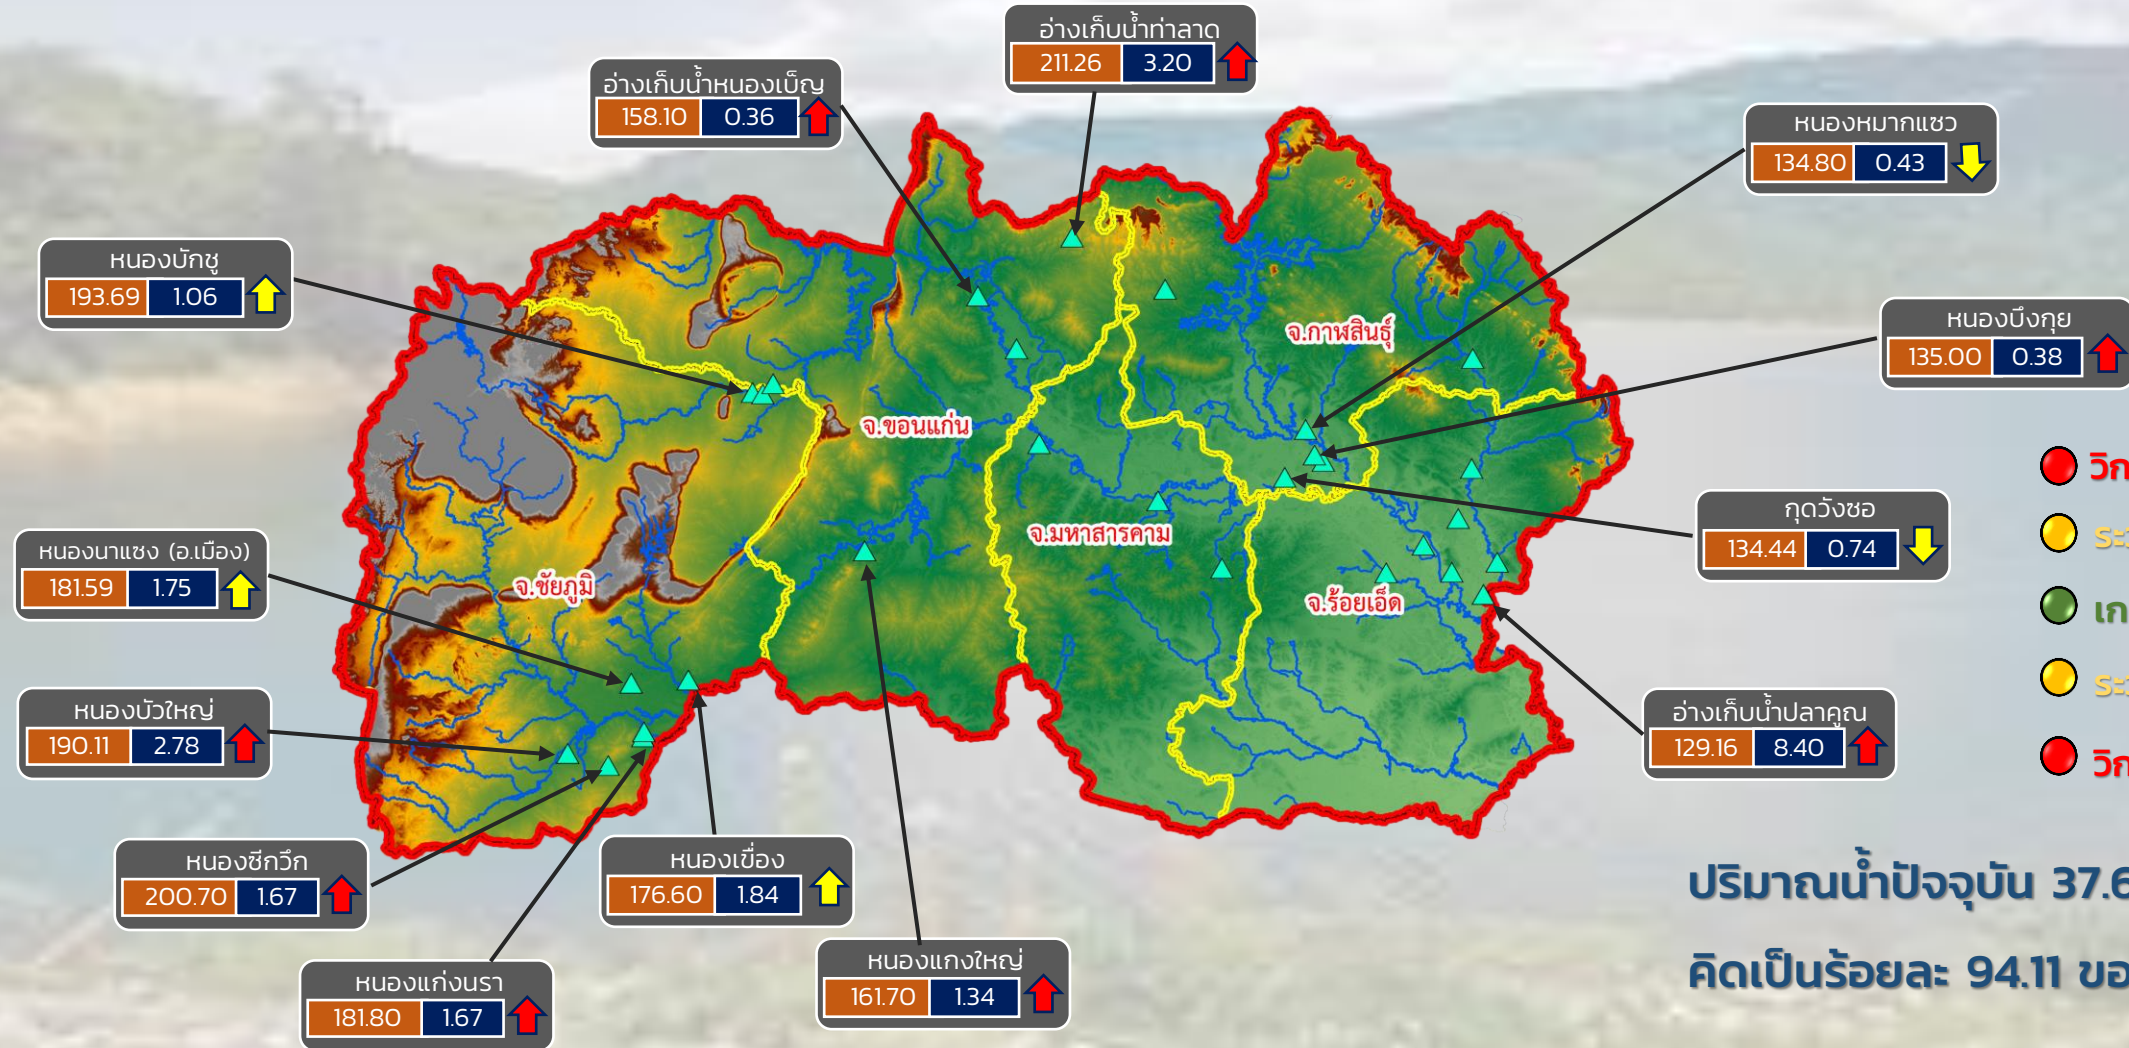 อ่างเก็บน้ำท่าลาด
211.26 3.20
อ่างเก็บน้ำหนองเบ็ญ
158.10 0.36
หนองหมากแซว
134.80 0.43
หนองบักชู
193.69 1.06
หนองบึงกุย
135.00 0.38
จ.กาฬสินธุ์
จ.ขอนแก่น
จ.มหาสารคาม
จ.ชัยภูมิ
จ.ร้อยเอ็ด
กุดวังซอ
134.44 0.74
หนองนาแซง (อ.เมือง)
181.59 1.75
หนองบัวใหญ่
190.11 2.78
อ่างเก็บน้ำปลาคูณ
129.16 8.40
หนองซีกวึก
200.70 1.67
หนองเขื่อง
176.60 1.84
หนองแก่งนรา
181.80 1.67
หนองแกงใหญ่
161.70 1.34
ปริมาณน้ำปัจจุบัน 37.6
คิดเป็นร้อยละ 94.11 ขอ